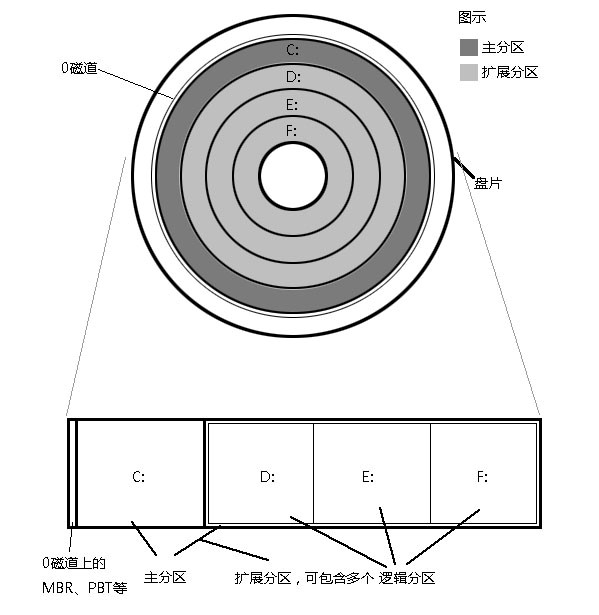 图示
主分区
扩展分区
0磁道
C:
D:
E:
F:
盘片
C:
D:
E:
F:
0磁道上的
MBR、PBT等
主分区
扩展分区，可包含多个 逻辑分区